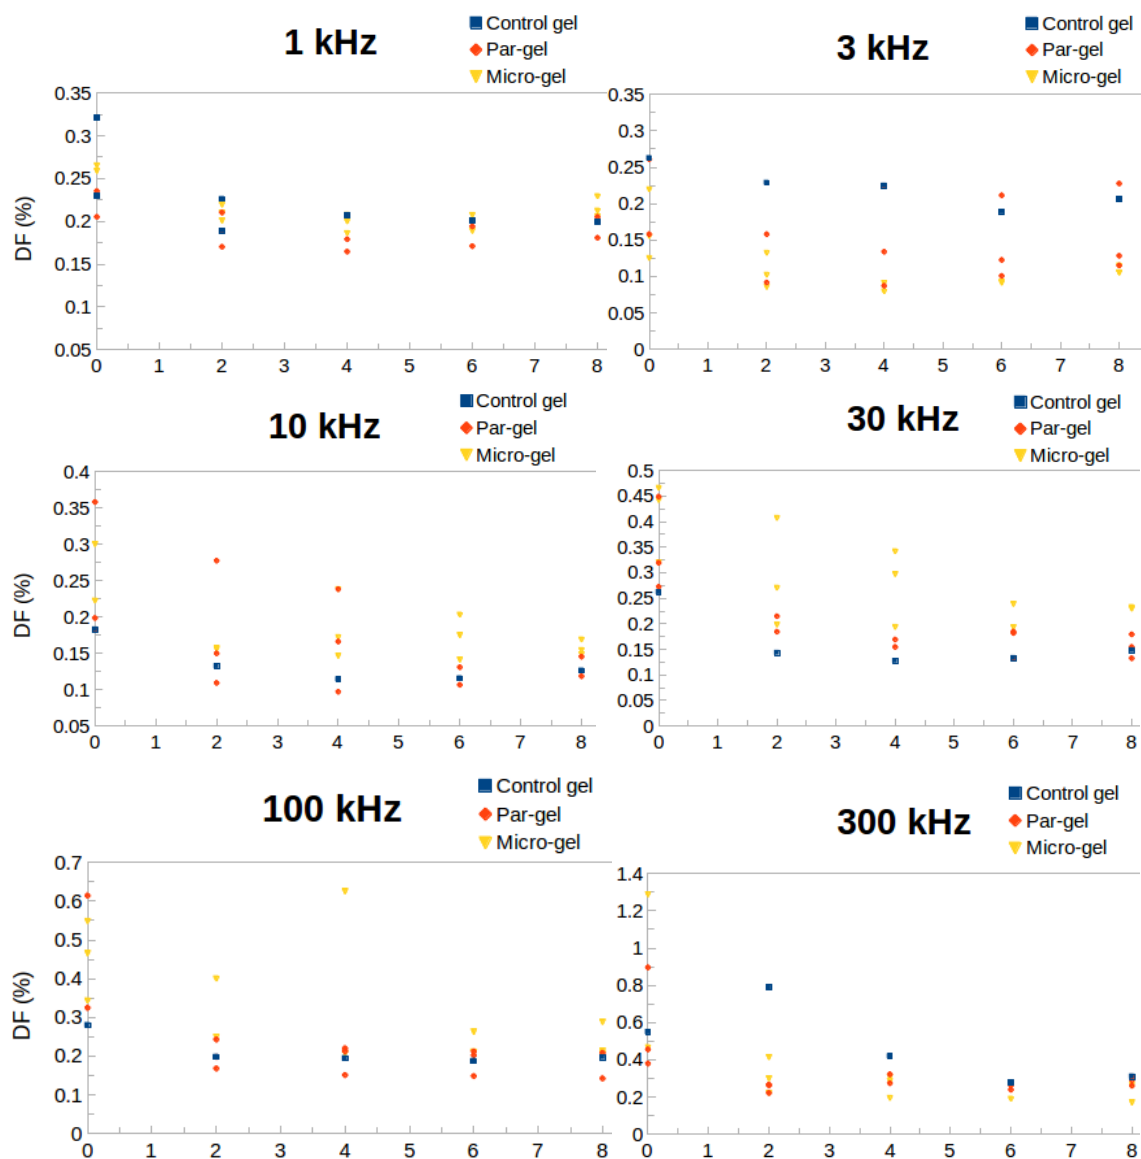 1 kHz
Control gel
Par-gel
Micro-gel
DF (%)
0.35
0.3
0.25
0.2
0.15
0.1
0.05
0 1 2 3 4 5 6 7 8
3 kHz
Control gel
Par-gel
Micro-gel
0.35
0.3
0.25
0.2
0.15
0.1
0.05
0
0 1 2 3 4 5 6 7 8
10 kHz
Control gel
Par-gel
Micro-gel
DF (%)
0.4
0.35
0.3
0.25
0.2
0.15
0.1
0.05
0 1 2 3 4 5 6 7 8
30 kHz
Control gel
Par-gel
Micro-gel
0.5
0.45
0.4
0.35
0.3
0.25
0.2
0.15
0.1
0.05
0
0 1 2 3 4 5 6 7 8
100 kHz
Control gel
Par-gel
Micro-gel
DF (%)
0.7
0.6
0.5
0.4
0.3
0.2
0.1
0
0 1 2 3 4 5 6 7 8
300 kHz
Control gel
Par-gel
Micro-gel
1.4
1.2
1
0.8
0.6
0.4
0.2
0
0 1 2 3 4 5 6 7 8